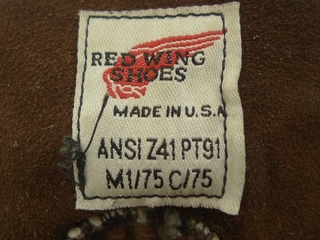 RED WING
SHOES
MADE IN U.S.A
ANSI Z41 PT91
M1/75 C/75